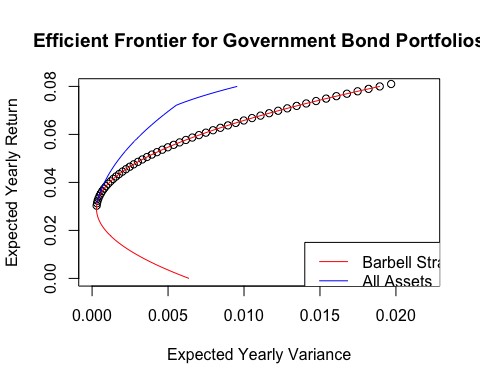 Efficient Frontier for Government Bond Portfolios
Expected Yearly Return
0.08
0.06
0.04
0.02
0.00
Barbell Stra
All Assets
0.000 0.005 0.010 0.015 0.020
Expected Yearly Variance